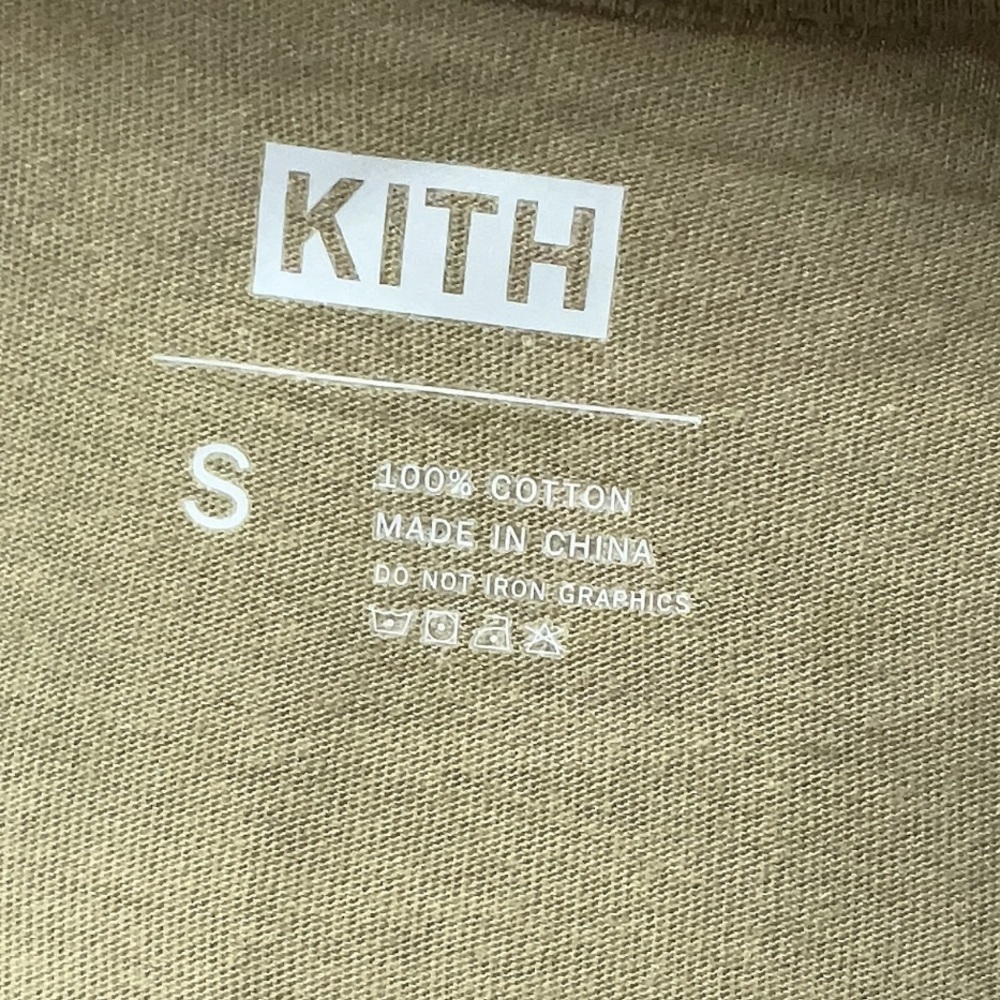 KITH
S
100% COTTON
MADE IN CHINA
DO NOT IRON GRAPHICS